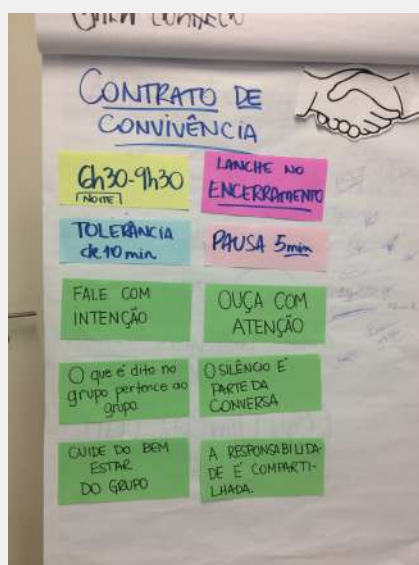 CONTRATO DE
CONVIVÊNCIA
6h30-9h30
NOITE
LANCHE NO
ENCERRAMENTO
TOLERÂNCIA
de 10 min
PAUSA 5min
FALE COM
INTENÇÃO
OUÇA COM
ATENÇÃO
O que é dito no
grupo pertence ao
grupo.
O SILÊNCIO É
PARTE DA
CONVERSA
CUIDE DO BEM
ESTAR
DO GRUPO
A RESPONSABILIDA-
DE É COMPARTI-
LHADA.